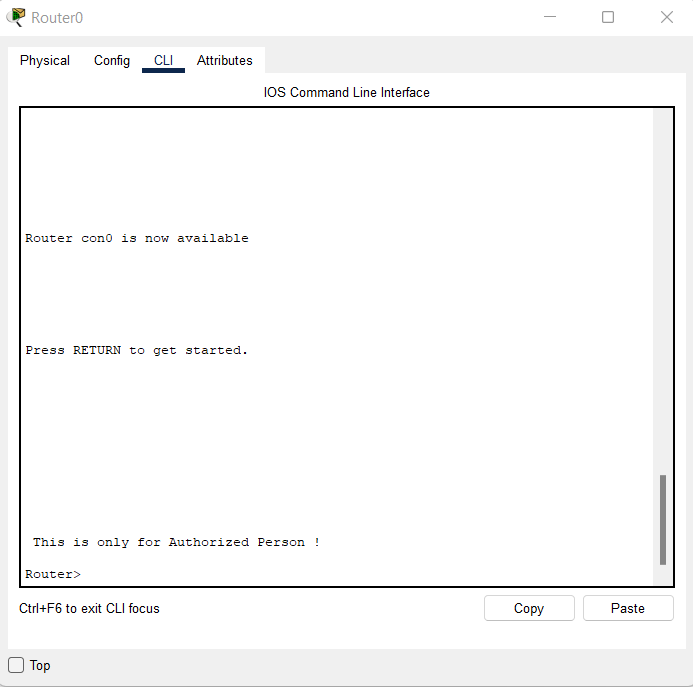 Router0
Physical Config CLI Attributes
IOS Command Line Interface
Router con0 is now available
Press RETURN to get started.
This is only for Authorized Person !
Router>
Ctrl+F6 to exit CLI focus
Copy Paste
Top